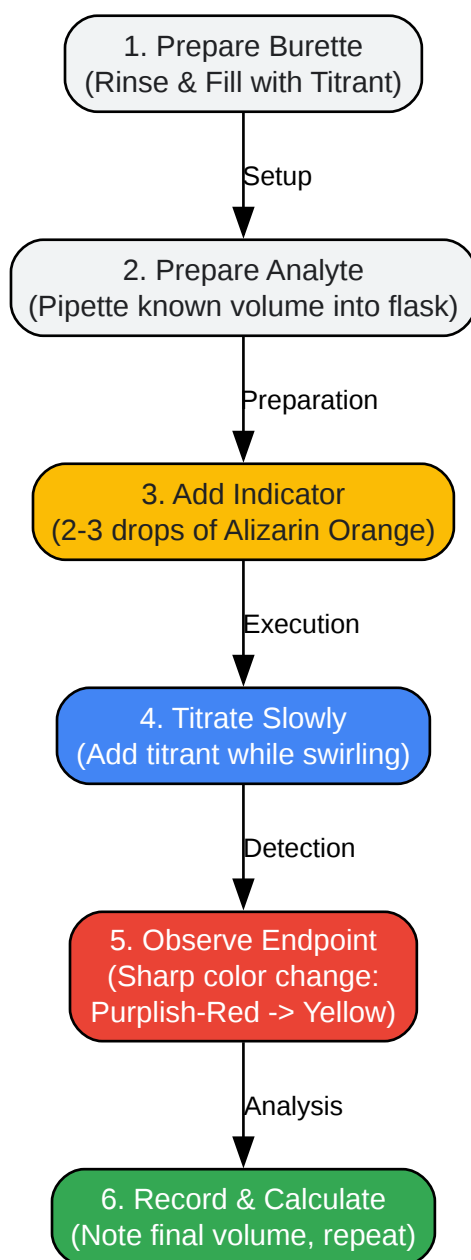 1. Prepare Burette
(Rinse & Fill with Titrant)
Setup
2. Prepare Analyte
(Pipette known volume into flask)
Preparation
3. Add Indicator
(2-3 drops of Alizarin Orange)
Execution
4. Titrate Slowly
(Add titrant while swirling)
Detection
5. Observe Endpoint
(Sharp color change:
Purplish-Red -> Yellow)
Analysis
6. Record & Calculate
(Note final volume, repeat)